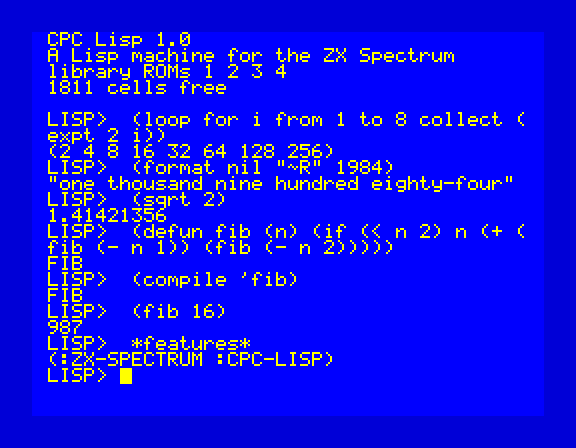 CPC Lisp 1.0
A Lisp machine for the ZX Spectrum
library ROMs 1 2 3 4
1811 cells free
LISP>  (loop for i from 1 to 8 collect (
expt 2 i))
(2 4 8 16 32 64 128 256)
LISP>  (format nil "~R" 1984)
"one thousand nine hundred eighty-four"
LISP>  (sqrt 2)
1.41421356
LISP>  (defun fib (n) (if (< n 2) n (+ (
fib (- n 1)) (fib (- n 2)))))
FIB
LISP>  (compile 'fib)
FIB
LISP>  (fib 16)
987
LISP>  *features*
(:ZX-SPECTRUM :CPC-LISP)
LISP>